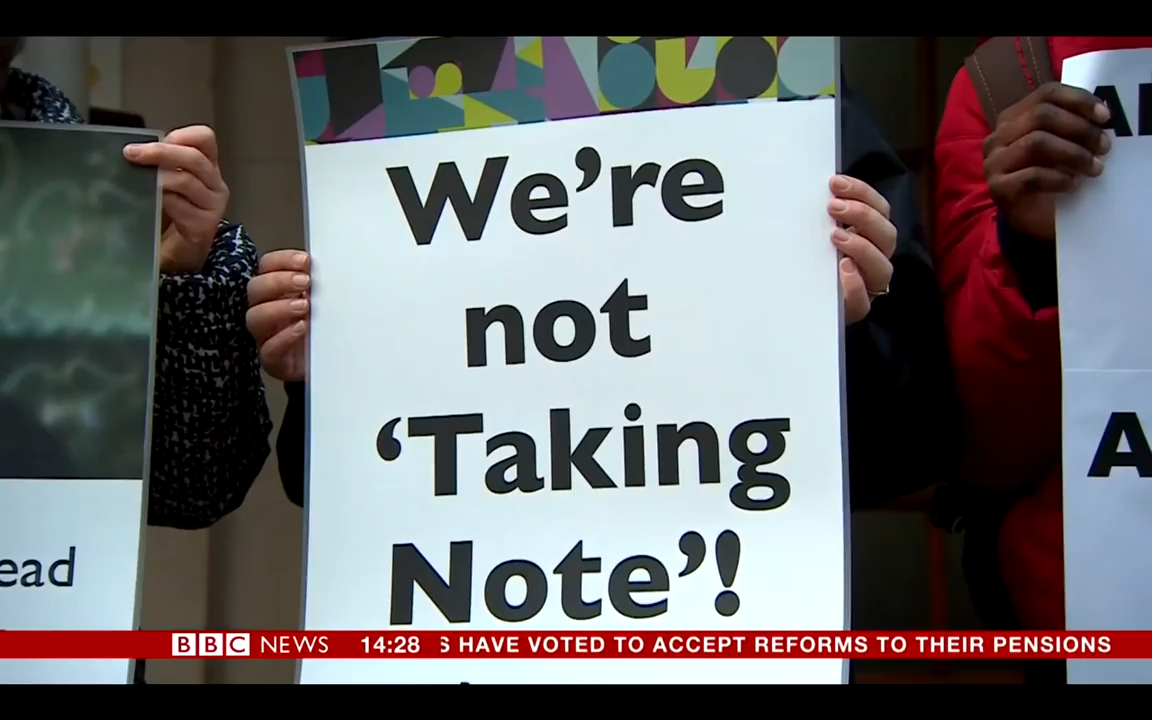 We're
not
'Taking
Note'!
ead
A
BBC NEWS 14:28 S HAVE VOTED TO ACCEPT REFORMS TO THEIR PENSIONS